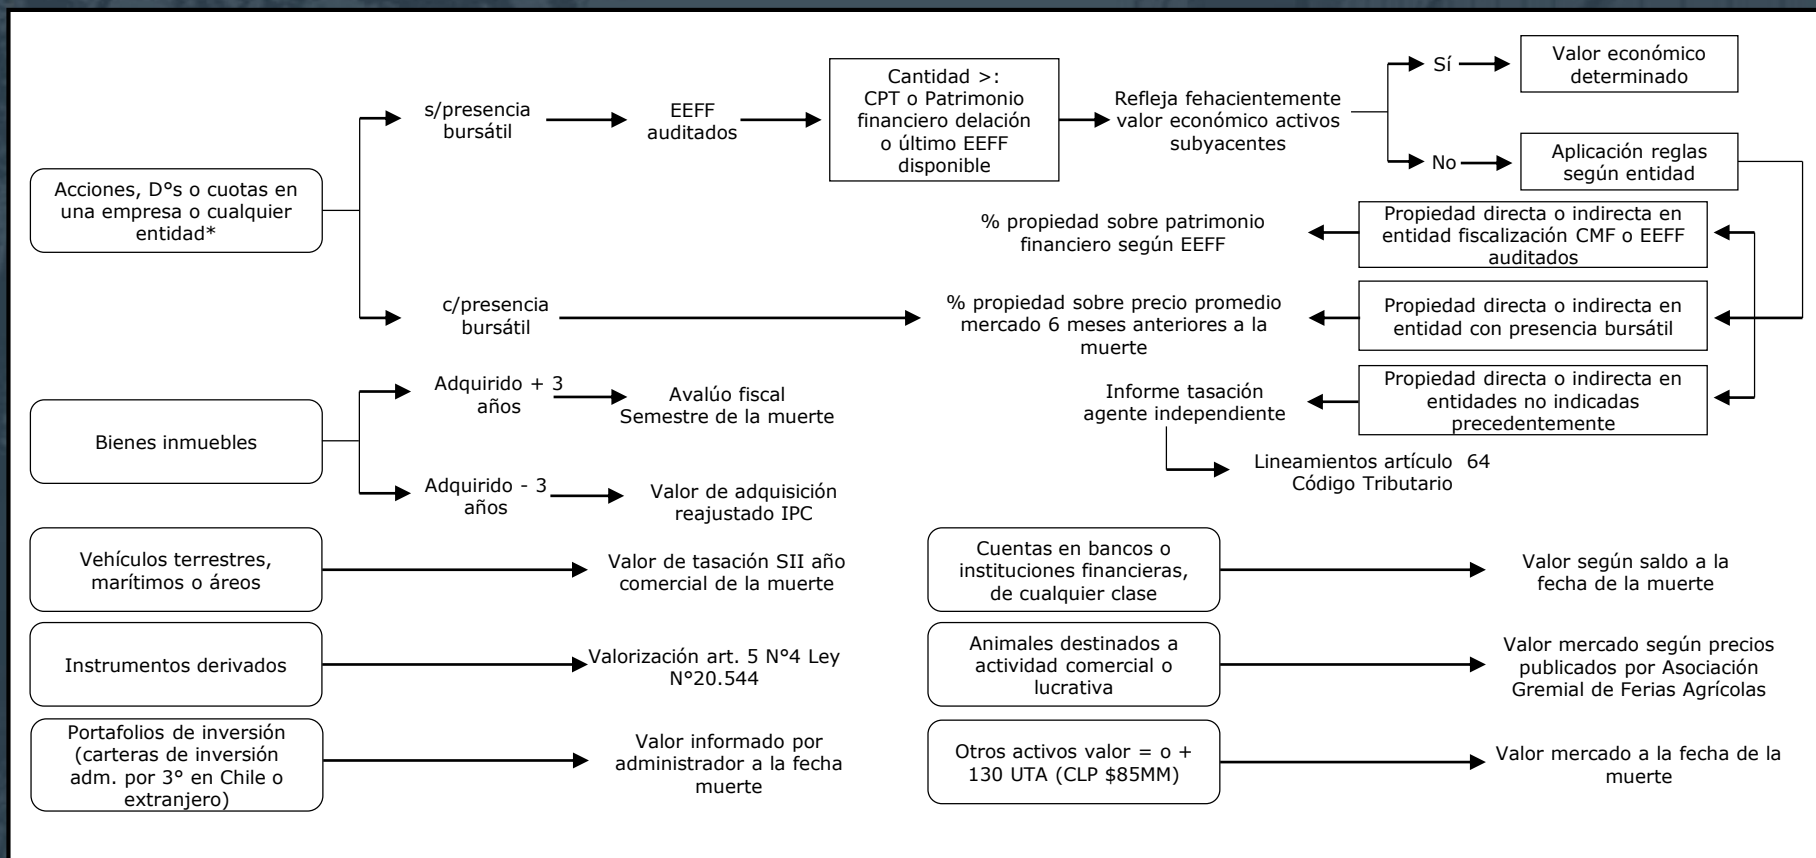 Acciones, D°s o cuotas en
una empresa o cualquier
entidad*
s/presencia
bursátil
EEFF
auditados
Cantidad >:
CPT o Patrimonio
financiero delación
o último EEFF
disponible
Refleja fehacientemente
valor económico activos
subyacentes
Sí
Valor económico
determinado
No
Aplicación reglas
según entidad
% propiedad sobre patrimonio
financiero según EEFF
Propiedad directa o indirecta en
entidad fiscalización CMF o EEFF
auditados
c/presencia
bursátil
% propiedad sobre precio promedio
mercado 6 meses anteriores a la
muerte
Propiedad directa o indirecta en
entidad con presencia bursátil
Informe tasación
agente independiente
Propiedad directa o indirecta en
entidades no indicadas
precedentemente
Lineamientos artículo 64
Código Tributario
Bienes inmuebles
Adquirido + 3
años
Avalúo fiscal
Semestre de la muerte
Adquirido - 3
años
Valor de adquisición
reajustado IPC
Vehículos terrestres,
marítimos o áreos
Valor de tasación SII año
comercial de la muerte
Cuentas en bancos o
instituciones financieras,
de cualquier clase
Valor según saldo a la
fecha de la muerte
Instrumentos derivados
Valorización art. 5 N°4 Ley
N°20.544
Animales destinados a
actividad comercial o
lucrativa
Valor mercado según precios
publicados por Asociación
Gremial de Ferias Agrícolas
Portafolios de inversión
(carteras de inversión
adm. por 3° en Chile o
extranjero)
Valor informado por
administrador a la fecha
muerte
Otros activos valor = o +
130 UTA (CLP $85MM)
Valor mercado a la fecha de la
muerte